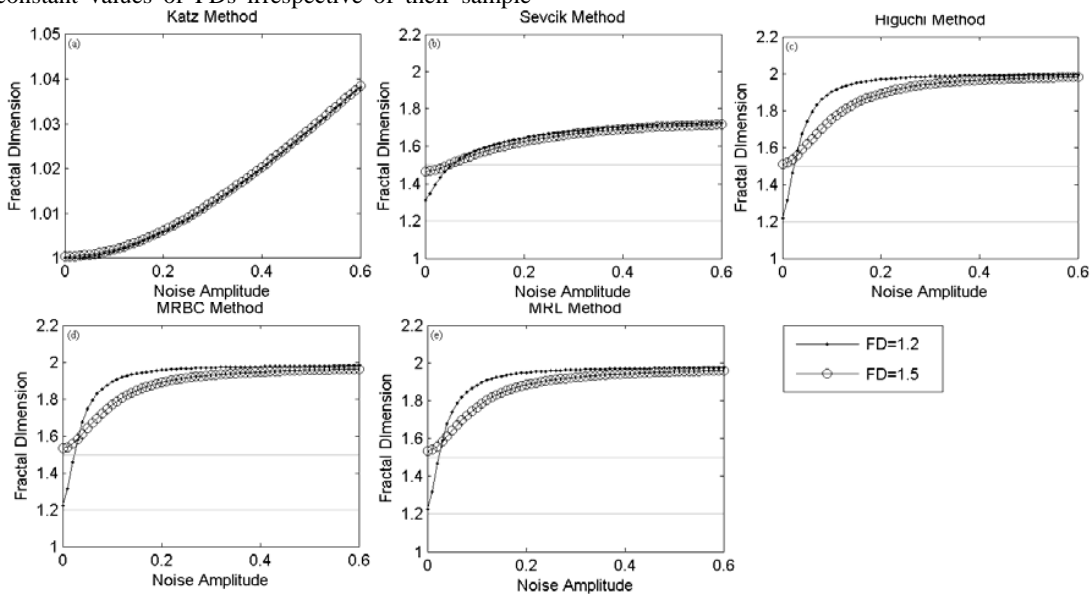 constant values of FDs irrespective of their sample
Katz Method
(a)
1.05
1.04
1.03
1.02
1.01
1
Fractal DImension
0 0.2 0.4 0.6
Noise Amplitude
Sevcik Method
(b)
2.2
2
1.8
1.6
1.4
1.2
1
Fractal DImension
0 0.2 0.4 0.6
Noise Amplitude
Higuchi Method
(c)
2.2
2
1.8
1.6
1.4
1.2
1
Fractal DImension
0 0.2 0.4 0.6
Noise Amplitude
MRBC Method
(d)
2.2
2
1.8
1.6
1.4
1.2
1
Fractal DImension
0 0.2 0.4 0.6
Noise Amplitude
MRL Method
(e)
2.2
2
1.8
1.6
1.4
1.2
1
Fractal DImension
0 0.2 0.4 0.6
Noise Amplitude
FD=1.2
FD=1.5